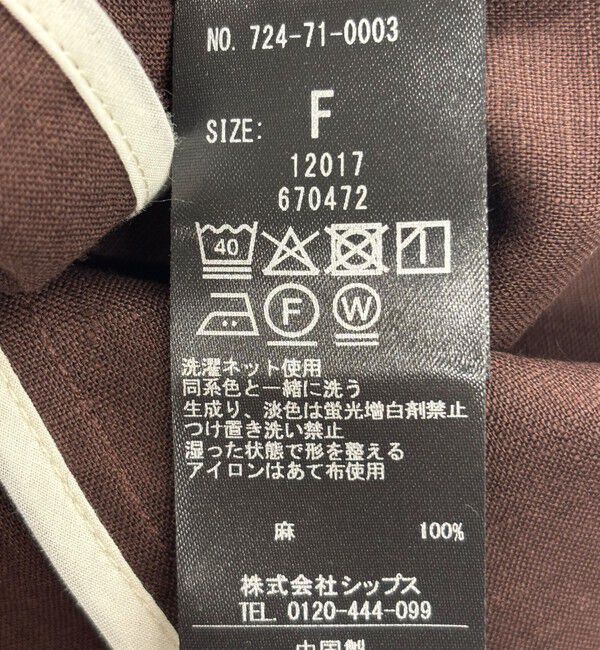 NO. 724-71-0003
SIZE: F
12017
670472
40
F W
洗濯ネット使用
同系色と一緒に洗う
生成り、淡色は蛍光増白剤禁止
つけ置き洗い禁止
湿った状態で形を整える
アイロンはあて布使用
麻 100%
株式会社シップス
TEL. 0120-444-099
中国製